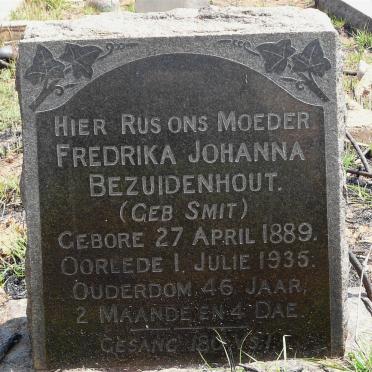 HIER RUS ONS MOEDER
FREDRIKA JOHANNA
BEZUIDENHOUT.
(GEB SMIT)
GEBORE 27 APRIL 1889.
OORLEDE 1. JULIE 1935.
OUDERDOM 46 JAAR,
2 MAANDE EN 4 DAE.
GESANG